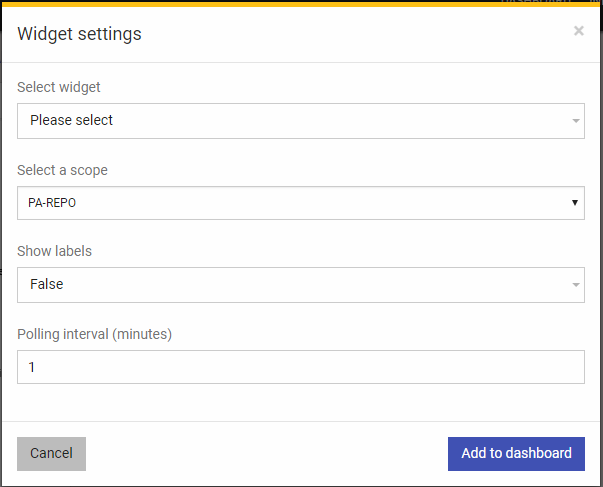 Widget settings
×
Select widget
Please select
Select a scope
PA-REPO
Show labels
False
Polling interval (minutes)
1
Cancel
Add to dashboard